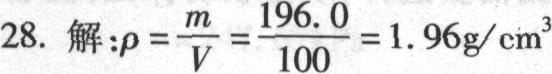 28. 解:ρ = m/V = 196.0/100 = 1.96g/cm³